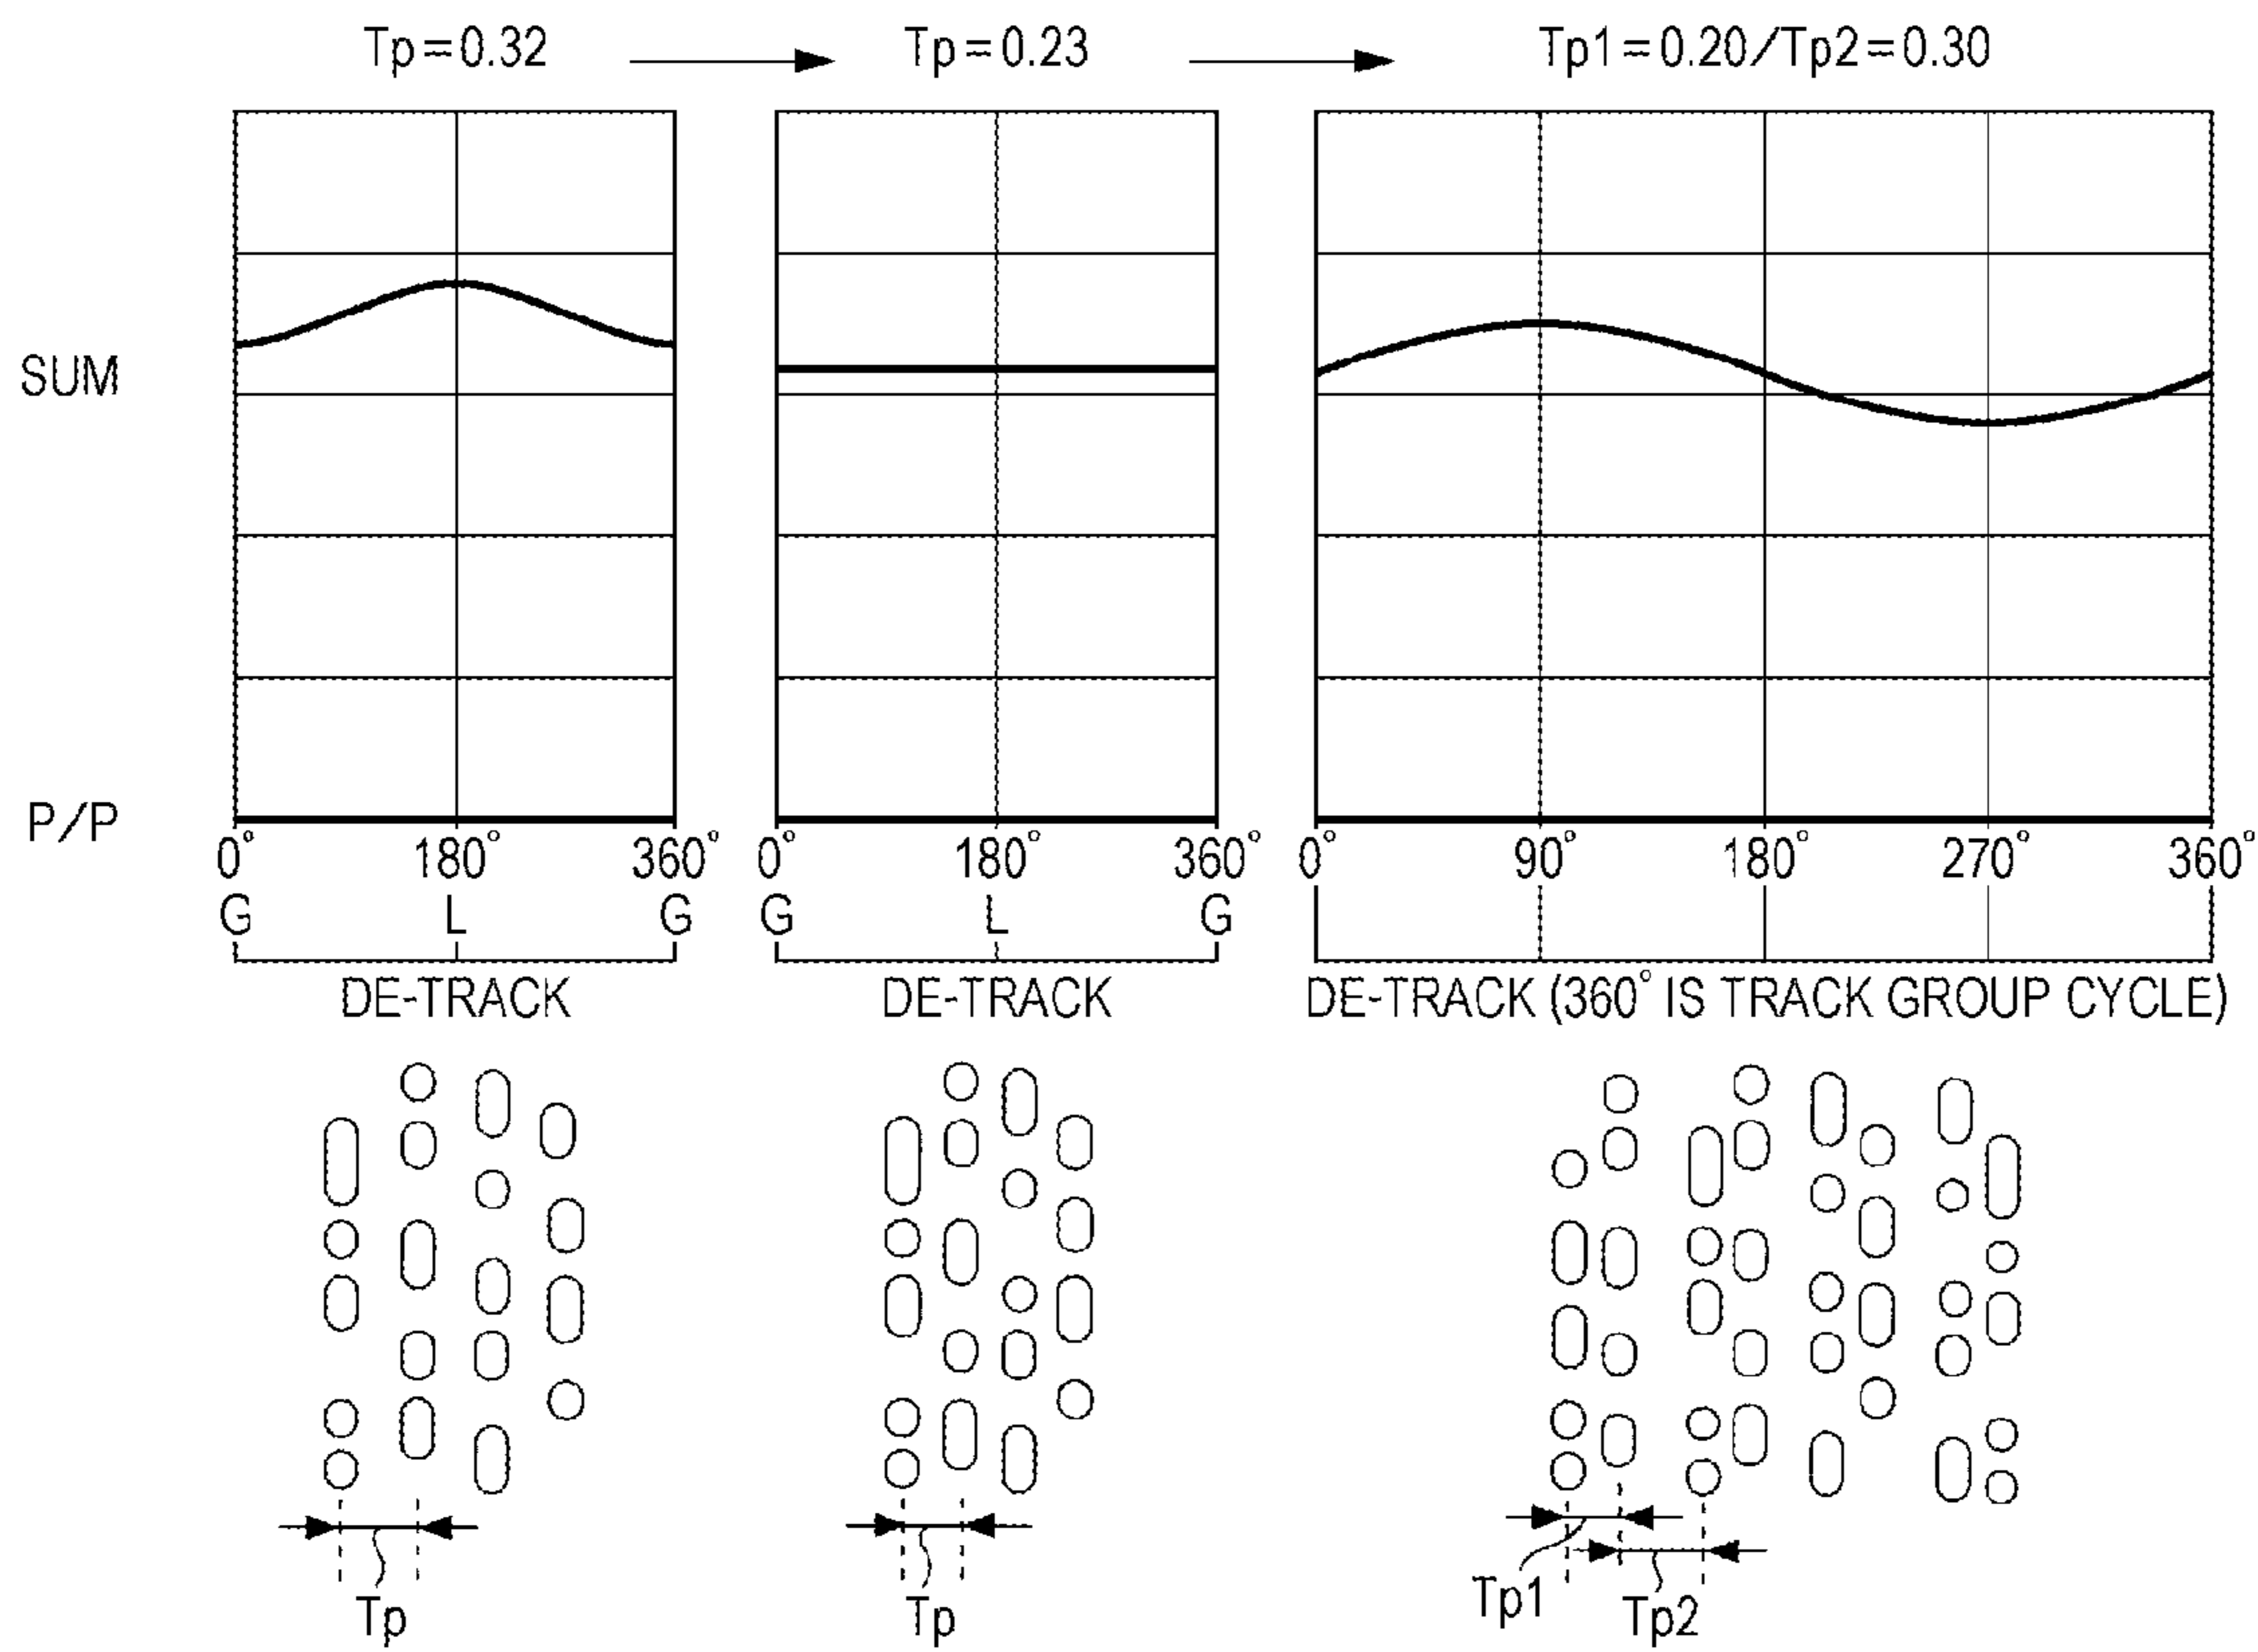 Tp=0.32 Tp=0.23 Tp1=0.20/Tp2=0.30
SUM
P/P
0° 180° 360° 0° 180° 360° 0° 90° 180° 270° 360°
G L G G L G
DE-TRACK DE-TRACK DE-TRACK (360° IS TRACK GROUP CYCLE)
Tp Tp Tp1 Tp2